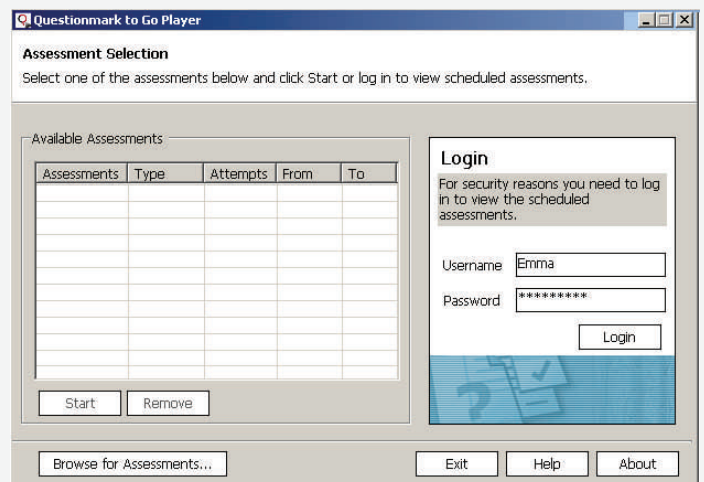 Questionmark to Go Player
Assessment Selection
Select one of the assessments below and click Start or log in to view scheduled assessments.
Available Assessments
Assessments Type Attempts From To
Start Remove
Login
For security reasons you need to log
in to view the scheduled
assessments.
Username Emma
Password *********
Login
Browse for Assessments... Exit Help About